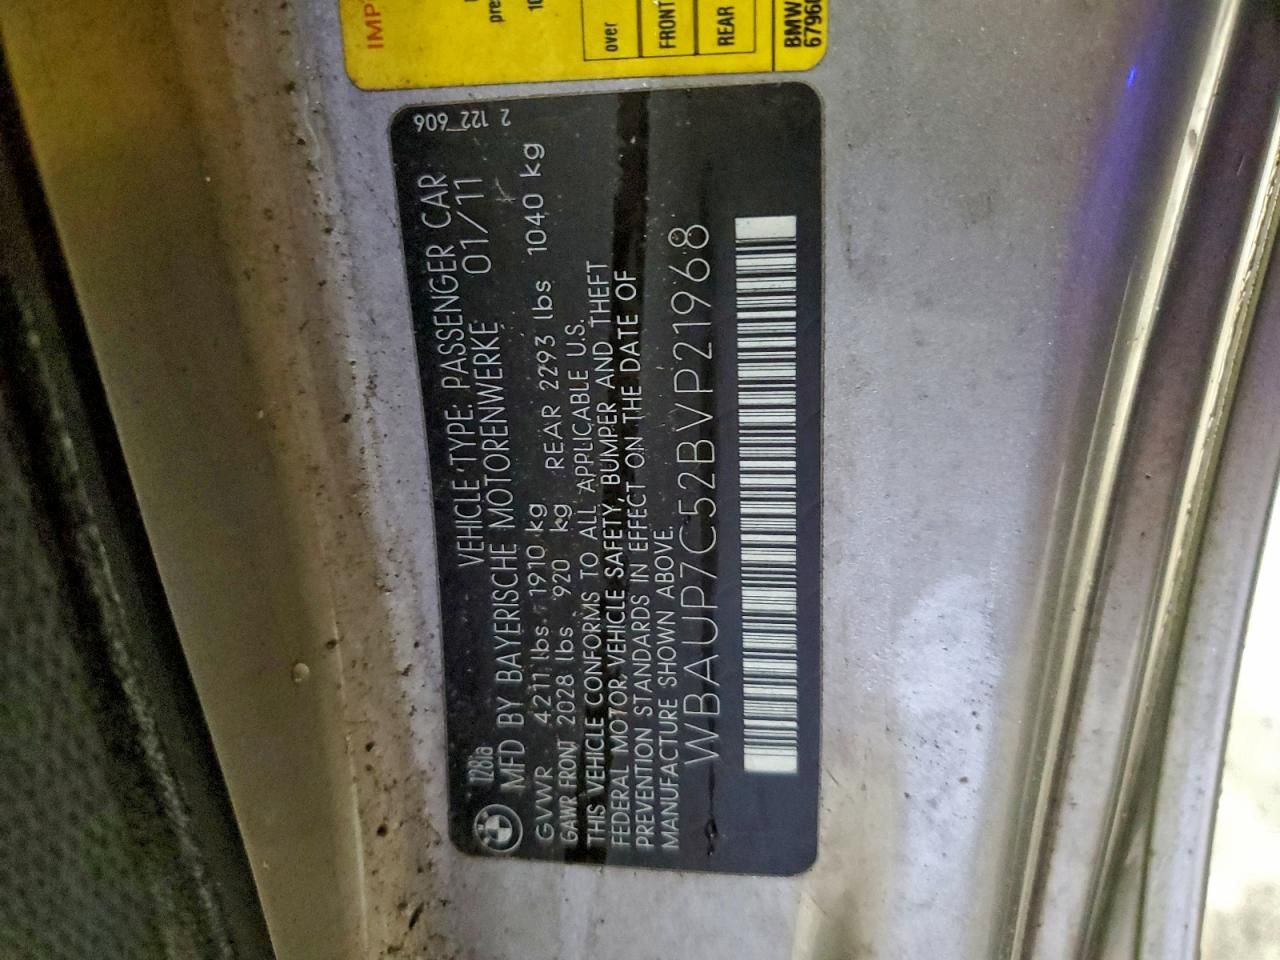 128ia
VEHICLE TYPE: PASSENGER CAR
MFD BY BAYERISCHE MOTORENWERKE 01/11
GVWR 4211 lbs 1910 kg
GAWR FRONT 2028 lbs 920 kg REAR 2293 lbs 1040 kg
THIS VEHICLE CONFORMS TO ALL APPLICABLE U.S.
FEDERAL MOTOR VEHICLE SAFETY, BUMPER AND THEFT
PREVENTION STANDARDS IN EFFECT ON THE DATE OF
MANUFACTURE SHOWN ABOVE.
WBAUP7C52BVP21968
2 122 606
over
FRONT
REAR
BMW